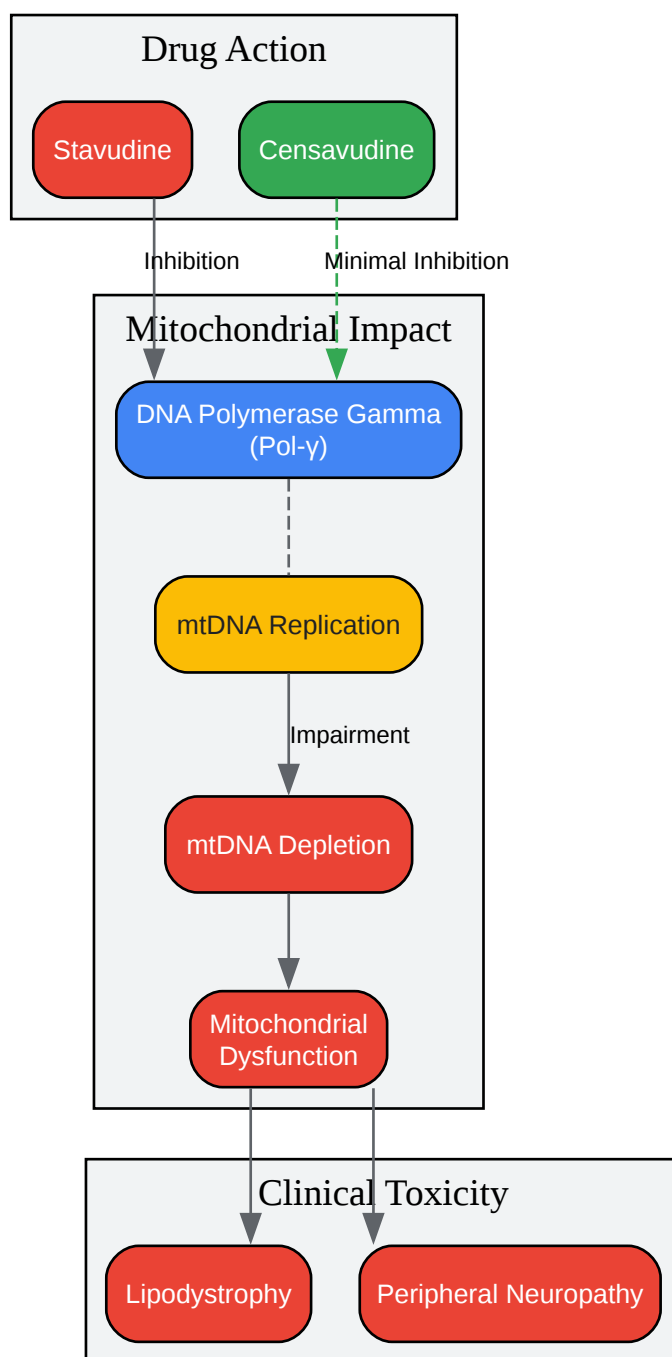 Drug Action
Stavudine
Censavudine
Inhibition
Minimal Inhibition
Mitochondrial Impact
DNA Polymerase Gamma
(Pol-γ)
mtDNA Replication
Impairment
mtDNA Depletion
Mitochondrial
Dysfunction
Clinical Toxicity
Lipodystrophy
Peripheral Neuropathy